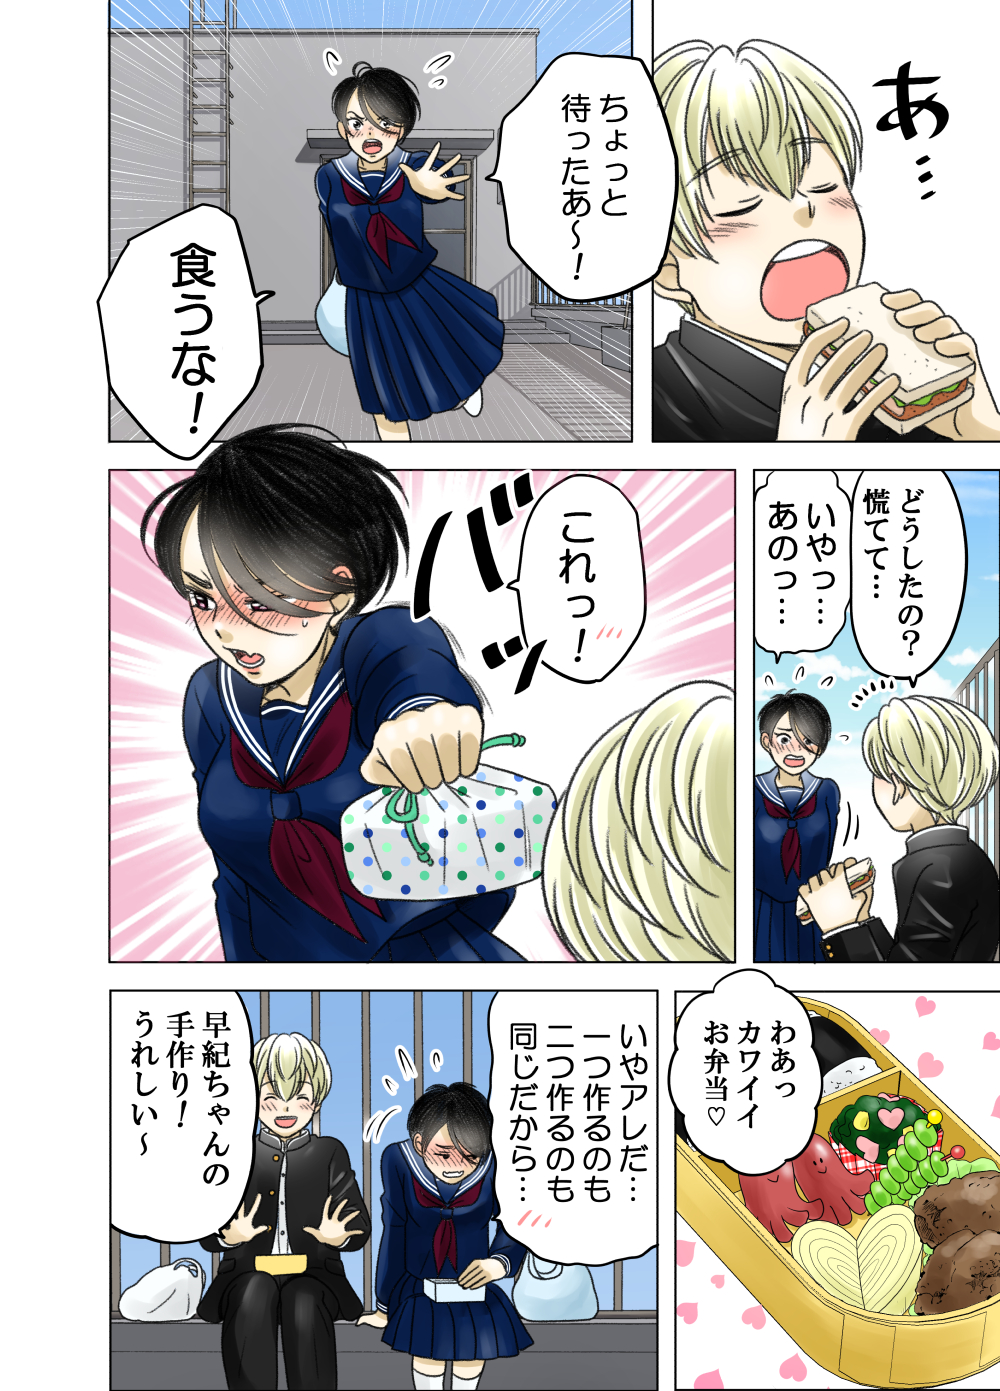 あ…
ちょっと
待ったあ～！
食うな！
どうしたの？
慌てて…
いやっ…
あのっ…
これっ！
バッ
わあっ
カワイイ
お弁当♡
いやアレだ…
一つ作るのも
二つ作るのも
同じだから…
早紀ちゃんの
手作り！
うれしい～